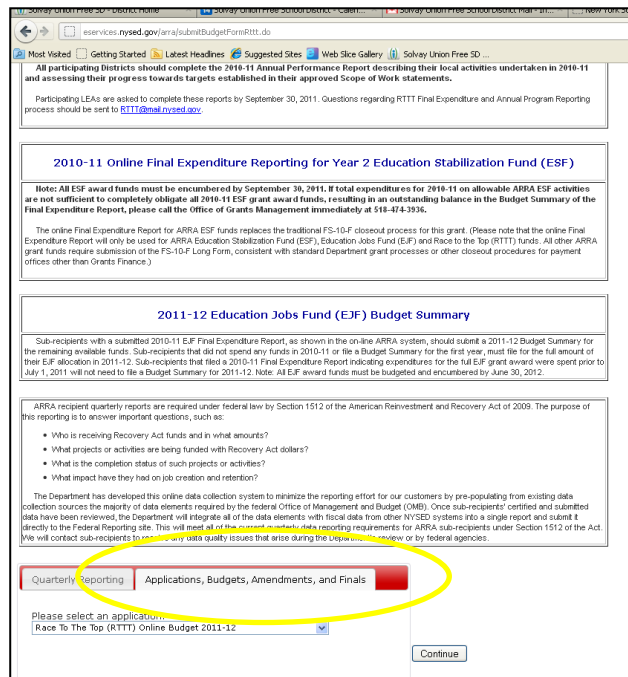 Solvay Union Free SD - District Home
Solvay Union Free School District - Calen...
Solvay Union Free School District Mail - In...
New York S
eservices.nysed.gov/arra/submitBudgetFormRttt.do
Most Visited Getting Started Latest Headlines Suggested Sites Web Slice Gallery Solvay Union Free SD ...
All participating Districts should complete the 2010-11 Annual Performance Report describing their local activities undertaken in 2010-11
and assessing their progress towards targets established in their approved Scope of Work statements.
Participating LEAs are asked to complete these reports by September 30, 2011. Questions regarding RTTT Final Expenditure and Annual Program Reporting
process should be sent to RTTT@mail.nysed.gov.
2010-11 Online Final Expenditure Reporting for Year 2 Education Stabilization Fund (ESF)
Note: All ESF award funds must be encumbered by September 30, 2011. If total expenditures for 2010-11 on allowable ARRA ESF activities
are not sufficient to completely obligate all 2010-11 ESF grant award funds, resulting in an outstanding balance in the Budget Summary of the
Final Expenditure Report, please call the Office of Grants Management immediately at 518-474-3936.
The online Final Expenditure Report for ARRA ESF funds replaces the traditional FS-10-F closeout process for this grant. (Please note that the online Final
Expenditure Report will only be used for ARRA Education Stabilization Fund (ESF), Education Jobs Fund (EJF) and Race to the Top (RTTT) funds. All other ARRA
grant funds require submission of the FS-10-F Long Form, consistent with standard Department grant processes or other closeout procedures for payment
offices other than Grants Finance.)
2011-12 Education Jobs Fund (EJF) Budget Summary
Sub-recipients with a submitted 2010-11 EJF Final Expenditure Report, as shown in the on-line ARRA system, should submit a 2011-12 Budget Summary for
the remaining available funds. Sub-recipients that did not spend any funds in 2010-11 or file a Budget Summary for the first year, must file for the full amount of
their EJF allocation in 2011-12. Sub-recipients that filed a 2010-11 Final Expenditure Report indicating expenditures for the full EJF grant award were spent prior to
July 1, 2011 will not need to file a Budget Summary for 2011-12. Note: All EJF award funds must be budgeted and encumbered by June 30, 2012.
ARRA recipient quarterly reports are required under federal law by Section 1512 of the American Reinvestment and Recovery Act of 2009. The purpose of
this reporting is to answer important questions, such as:
• Who is receiving Recovery Act funds and in what amounts?
• What projects or activities are being funded with Recovery Act dollars?
• What is the completion status of such projects or activities?
• What impact have they had on job creation and retention?
The Department has developed this online data collection system to minimize the reporting effort for our customers by pre-populating from existing data
collection sources the majority of data elements required by the federal Office of Management and Budget (OMB). Once sub-recipients' certified and submitted
data have been reviewed, the Department will integrate all of the data elements with fiscal data from other NYSED systems into a single report and submit it
directly to the Federal Reporting site. This will meet all of the current quarterly data reporting requirements for ARRA sub-recipients under Section 1512 of the Act.
We will contact sub-recipients to resolve any data quality issues that arise during the Department's review or by federal agencies.
Quarterly Reporting
Applications, Budgets, Amendments, and Finals
Please select an application:
Race To The Top (RTTT) Online Budget 2011-12
Continue